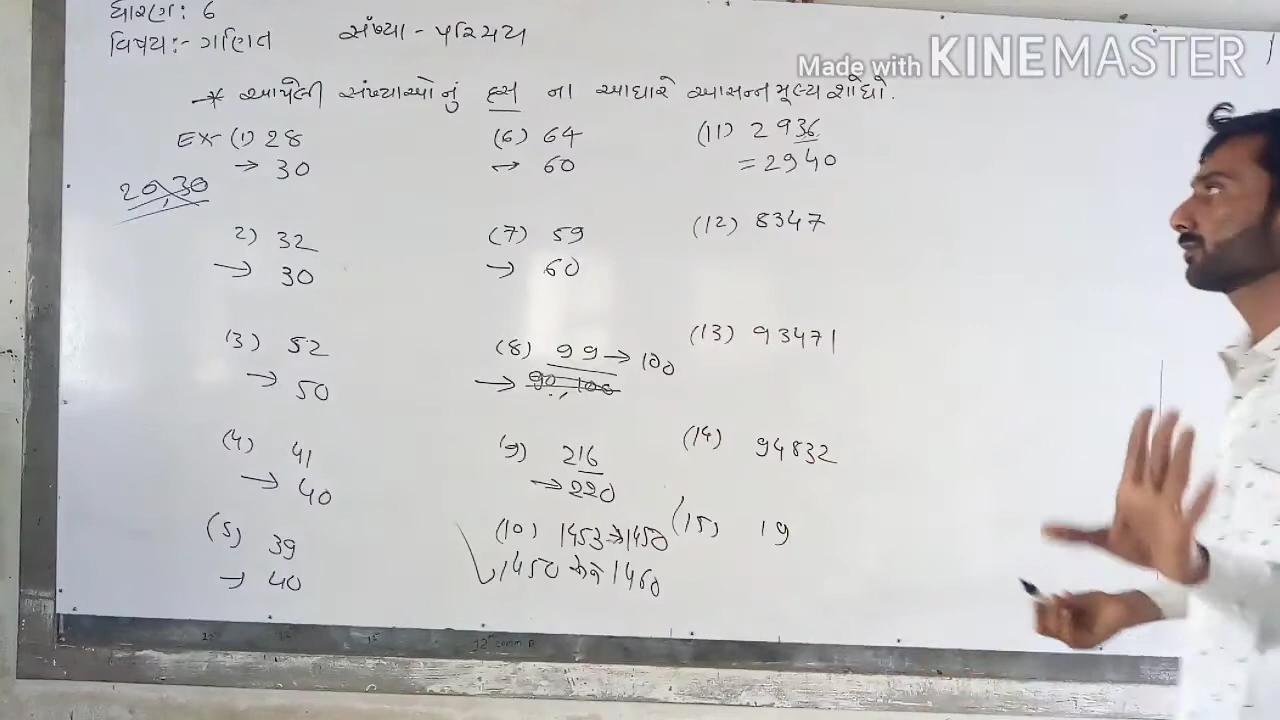 ધોરણ: 6
વિષય:- ગણિત
સંખ્યા - પરિચય
Made with KINEMASTER
* આપેલી સંખ્યાઓનું દશ ના આધારે આસન્ન મૂલ્ય શોધો.
EX- (1) 28
→ 30
20, 30
2) 32
→ 30
(3) 52
→ 50
(4) 41
→ 40
(5) 39
→ 40
(6) 64
→ 60
(7) 59
→ 60
(8) 99 → 100
→ 90, 100
9) 216
→ 220
(10) 1453 → 1450
1450 કે 1460
(11) 2936
= 2940
(12) 8347
(13) 93471
(14) 94832
(15) 19